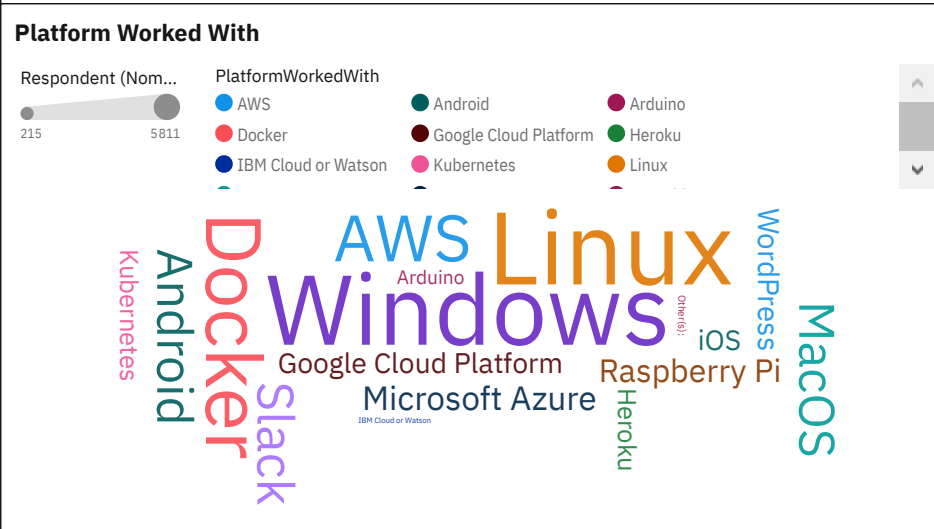 Platform Worked With
Respondent (Nom...
215
5811
PlatformWorkedWith
AWS
Android
Arduino
Docker
Google Cloud Platform
Heroku
IBM Cloud or Watson
Kubernetes
Linux
Kubernetes
Android
Docker
Slack
AWS
Linux
Arduino
Windows
Other(s):
WordPress
iOS
MacOS
Google Cloud Platform
Raspberry Pi
Microsoft Azure
IBM Cloud or Watson
Heroku